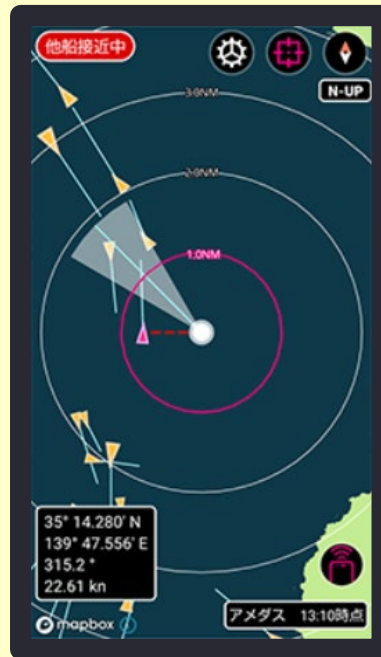 他船接近中
N-UP
3.0NM
2.0NM
1.0NM
35° 14.280' N
139° 47.556' E
315.2 °
22.61 kn
mapbox
アメダス 13:10時点